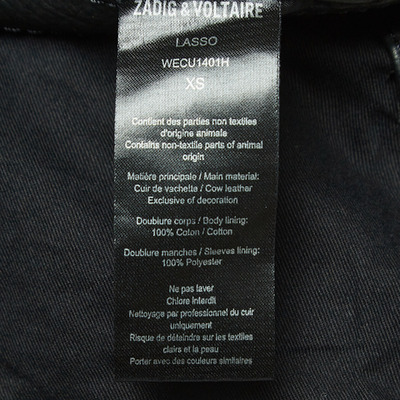 ZADIG & VOLTAIRE
LASSO
WECU1401H
XS
Contient des parties non textiles
d'origine animale
Contains non-textile parts of animal
origin
Matière principale / Main material:
Cuir de vachette / Cow leather
Exclusive of decoration
Doublure corps / Body lining:
100% Coton / Cotton
Doublure manches / Sleeves lining:
100% Polyester
Ne pas laver
Chlore interdit
Nettoyage par professionnel du cuir
uniquement
Risque de déteindre sur les textiles
clairs et la peau
Porter avec des couleurs similaires